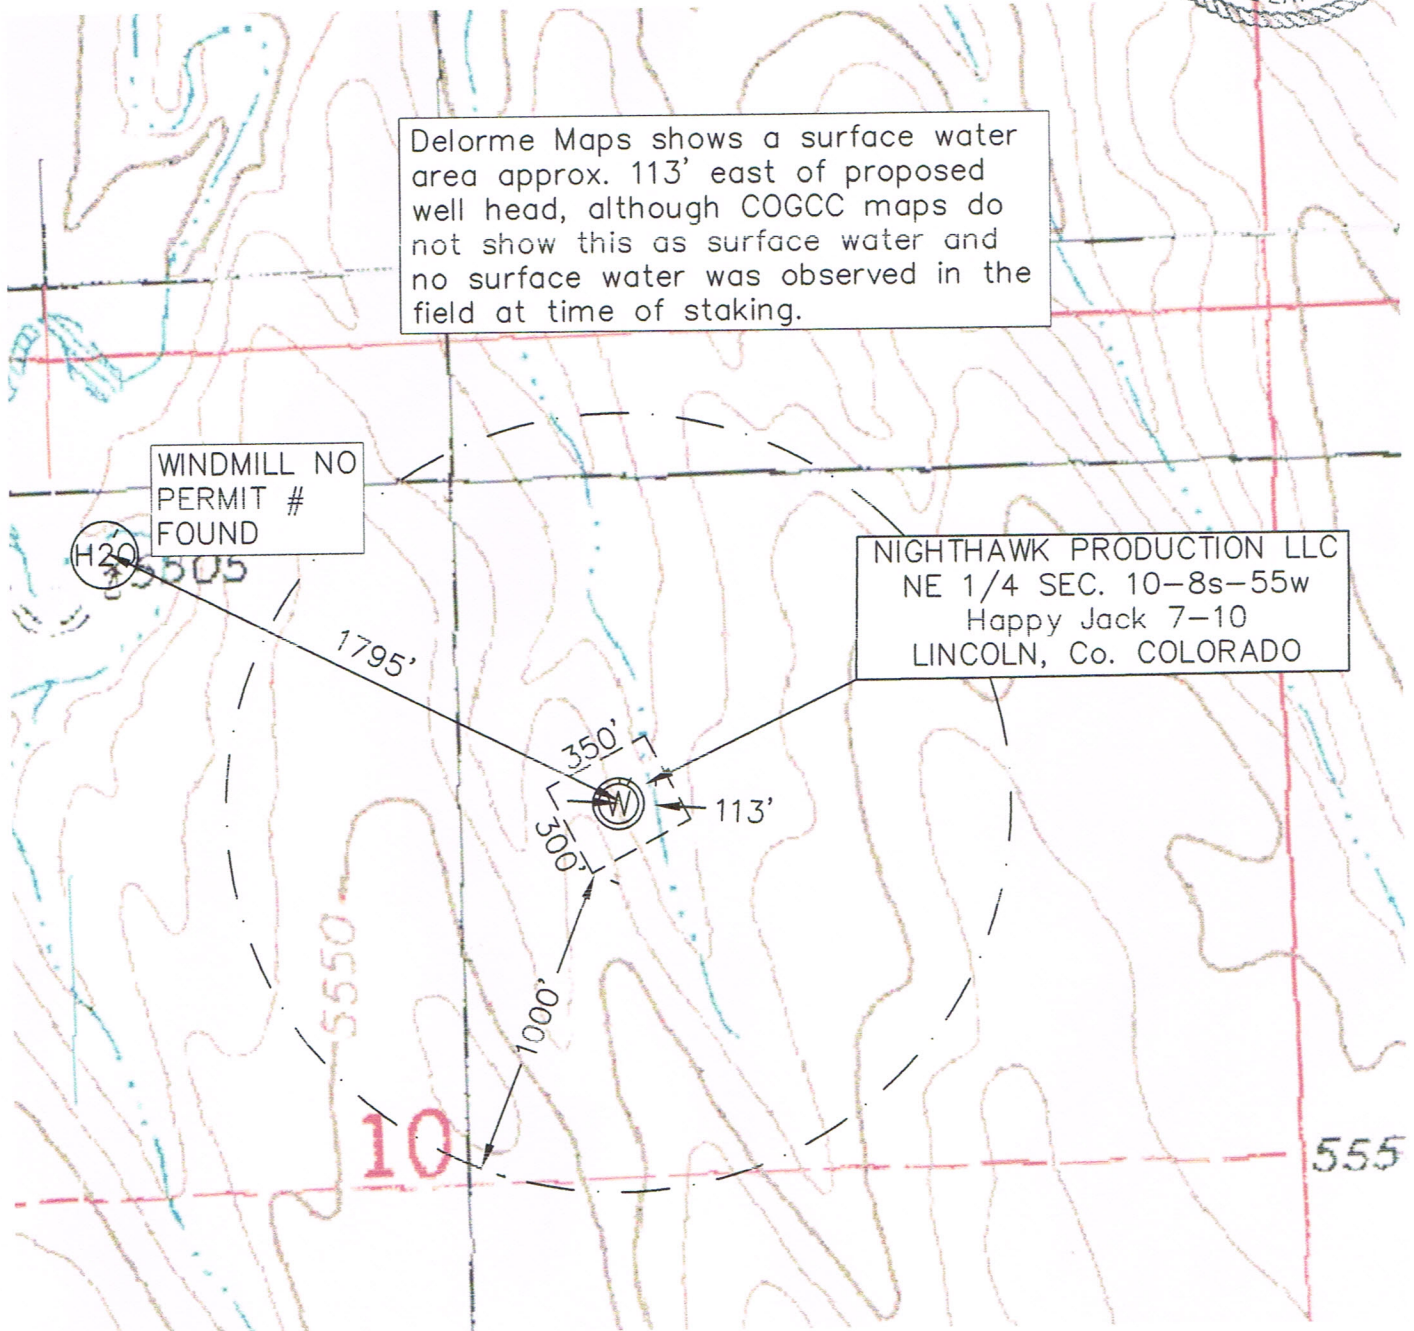 Delorme Maps shows a surface water
area approx. 113' east of proposed
well head, although COGCC maps do
not show this as surface water and
no surface water was observed in the
field at time of staking.
WINDMILL NO
PERMIT #
FOUND
H2O
5505
NIGHTHAWK PRODUCTION LLC
NE 1/4 SEC. 10-8s-55w
Happy Jack 7-10
LINCOLN, Co. COLORADO
1795'
350'
W
113'
300'
5550
1000'
10
555